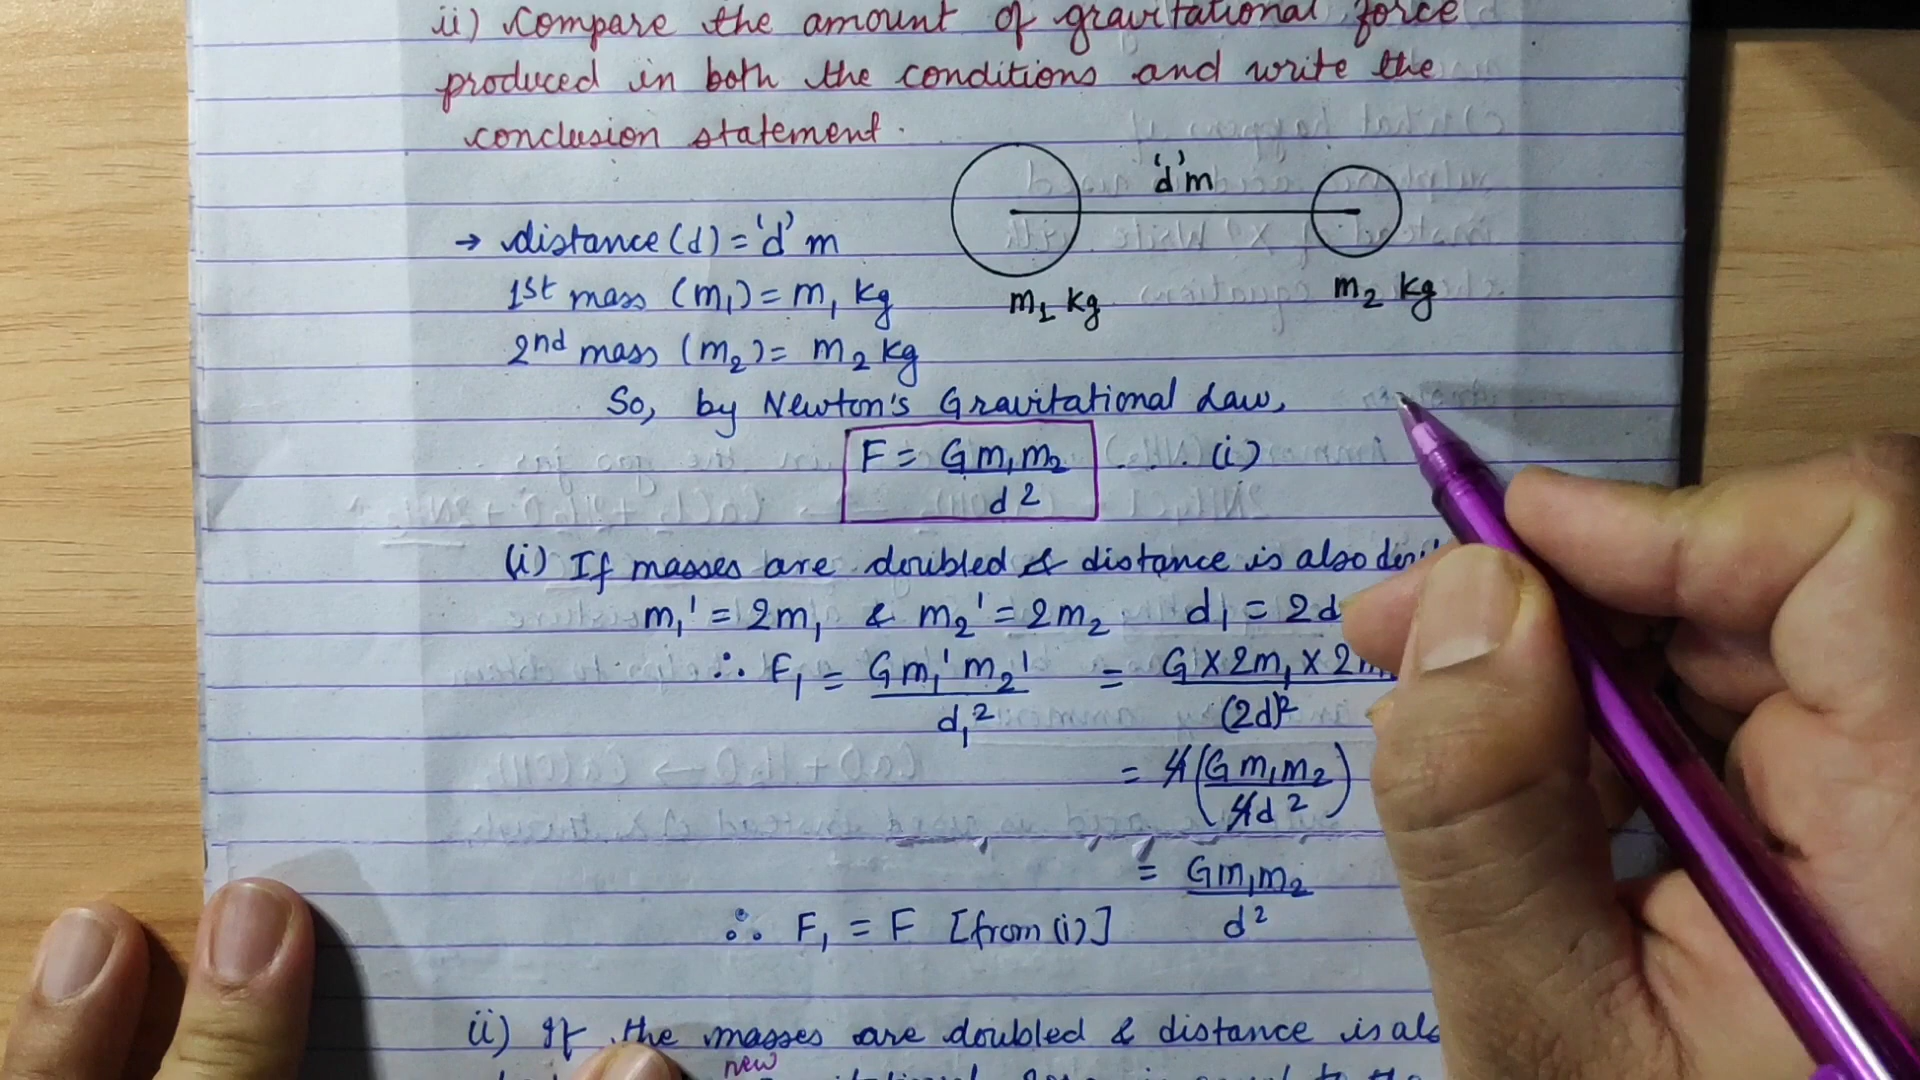 ii) Compare the amount of gravitational force
produced in both the conditions and write the
conclusion statement.
'd' m
→ distance (d) = 'd' m
1st mass (m₁) = m₁ kg
m₁ kg
m₂ kg
2nd mass (m₂) = m₂ kg
So, by Newton's Gravitational Law,
F = Gm₁m₂ ... (i)
d²
(i) If masses are doubled & distance is also
m₁' = 2m₁ & m₂' = 2m₂ d₁ = 2d
∴ F₁ = Gm₁'m₂' = G×2m₁×2m
d₁² (2d)²
= 4(Gm₁m₂)
4d²
= Gm₁m₂
d²
∴ F₁ = F [from (i)]
ii) If the masses are doubled & distance is
new